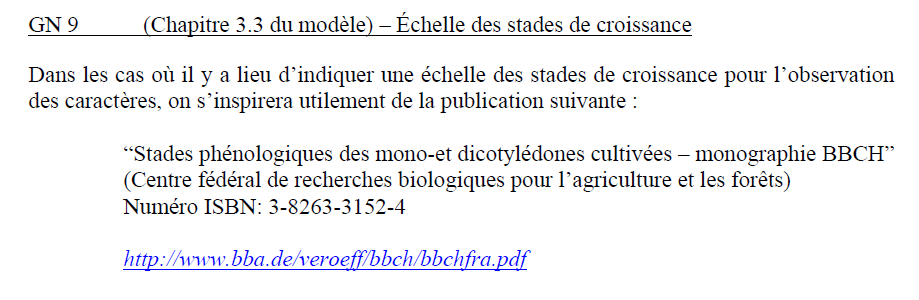 GN 9 (Chapitre 3.3 du modèle) – Échelle des stades de croissance
Dans les cas où il y a lieu d’indiquer une échelle des stades de croissance pour l’observation
des caractères, on s’inspirera utilement de la publication suivante :
“Stades phénologiques des mono-et dicotylédones cultivées – monographie BBCH”
(Centre fédéral de recherches biologiques pour l’agriculture et les forêts)
Numéro ISBN: 3-8263-3152-4
http://www.bba.de/veroeff/bbch/bbchfra.pdf